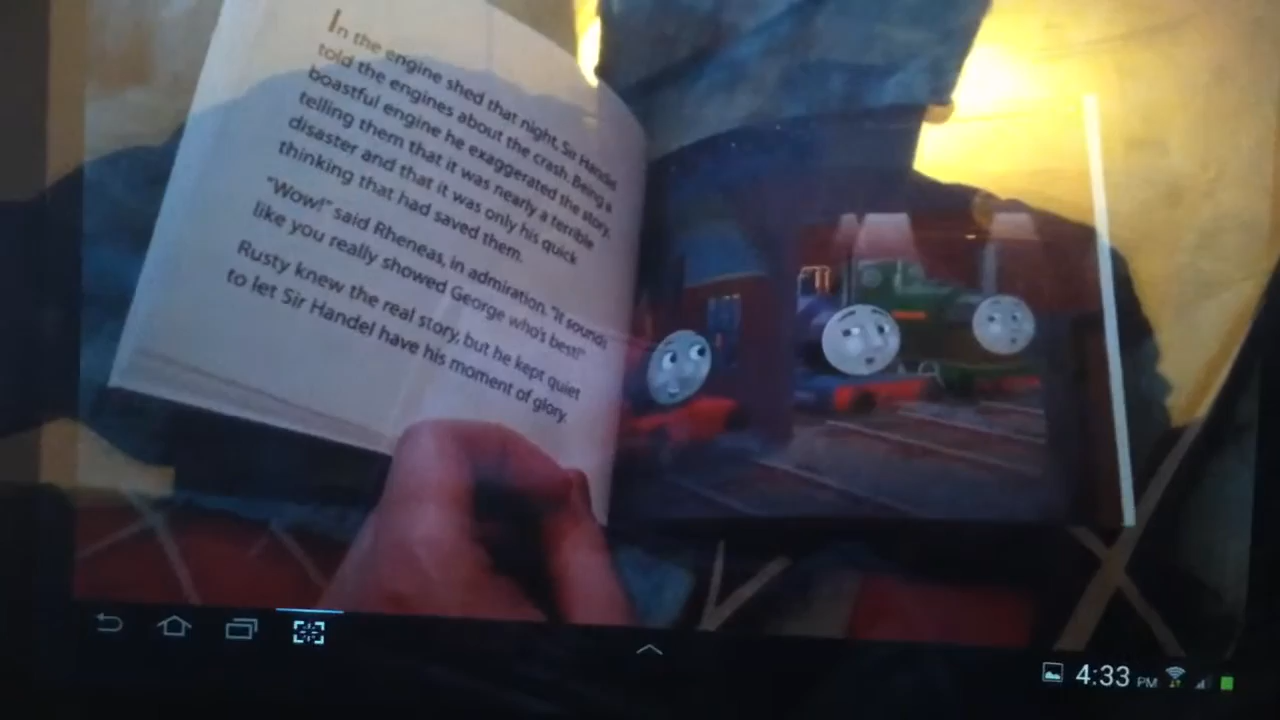 In the engine shed that night, Sir Handel
told the engines about the crash. Being a
boastful engine he exaggerated the story,
telling them that it was nearly a terrible
disaster and that it was only his quick
thinking that had saved them.
"Wow!" said Rheneas, in admiration. "It sounds
like you really showed George who's best!"
Rusty knew the real story, but he kept quiet
to let Sir Handel have his moment of glory.
4:33 PM